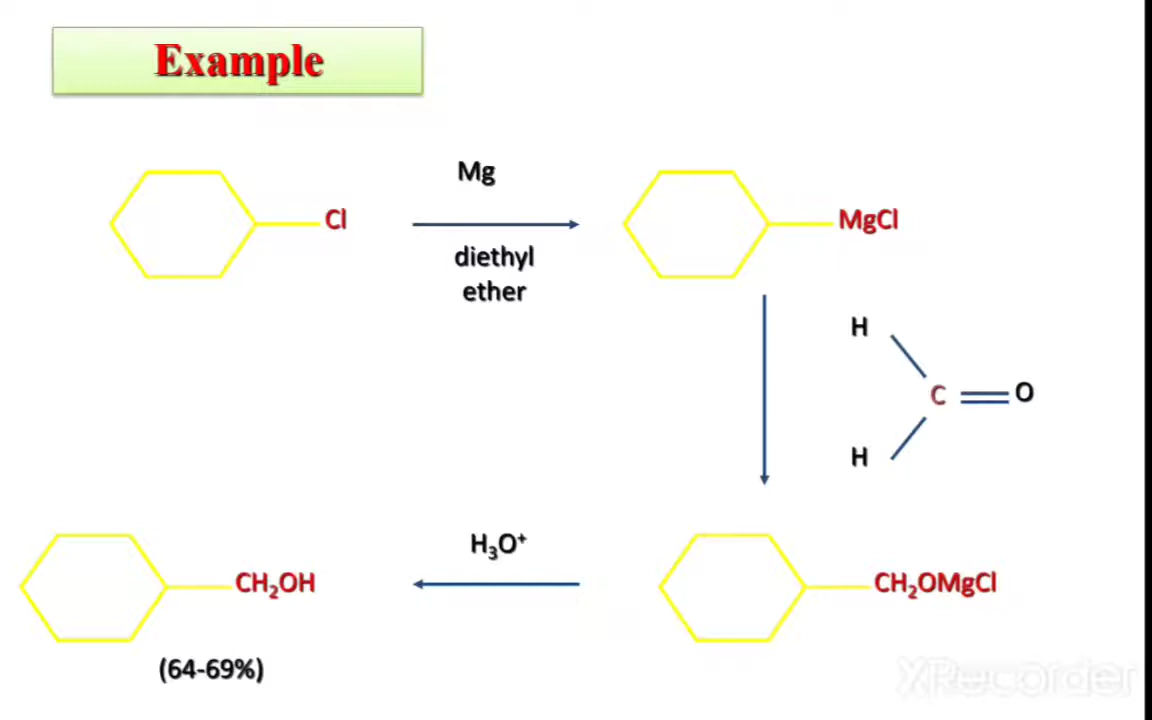 Example
Mg
Cl
MgCl
diethyl
ether
H
C
O
H
H₃O⁺
CH₂OH
CH₂OMgCl
(64-69%)
XRecorder